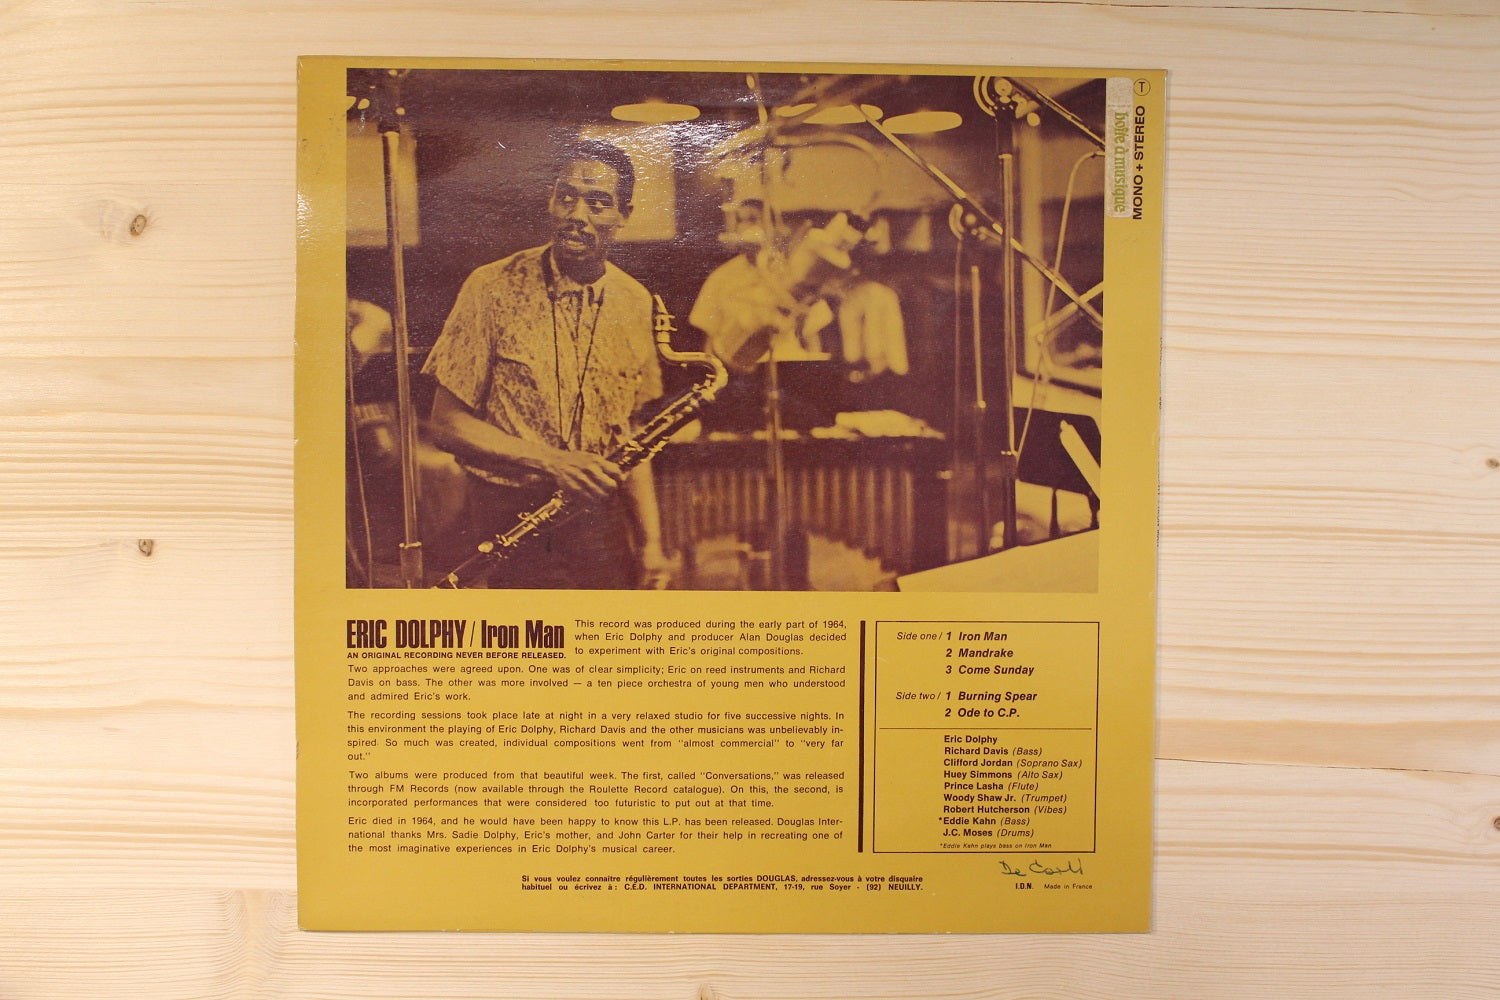 T
MONO + STEREO
boîte à musique
ERIC DOLPHY / Iron Man
AN ORIGINAL RECORDING NEVER BEFORE RELEASED.
This record was produced during the early part of 1964,
when Eric Dolphy and producer Alan Douglas decided
to experiment with Eric's original compositions.
Two approaches were agreed upon. One was of clear simplicity; Eric on reed instruments and Richard
Davis on bass. The other was more involved — a ten piece orchestra of young men who understood
and admired Eric's work.
The recording sessions took place late at night in a very relaxed studio for five successive nights. In
this environment the playing of Eric Dolphy, Richard Davis and the other musicians was unbelievably in-
spired. So much was created, individual compositions went from "almost commercial" to "very far
out."
Two albums were produced from that beautiful week. The first, called "Conversations," was released
through FM Records (now available through the Roulette Record catalogue). On this, the second, is
incorporated performances that were considered too futuristic to put out at that time.
Eric died in 1964, and he would have been happy to know this L.P. has been released. Douglas Inter-
national thanks Mrs. Sadie Dolphy, Eric's mother, and John Carter for their help in recreating one of
the most imaginative experiences in Eric Dolphy's musical career.
Side one / 1 Iron Man
2 Mandrake
3 Come Sunday
Side two / 1 Burning Spear
2 Ode to C.P.
Eric Dolphy
Richard Davis (Bass)
Clifford Jordan (Soprano Sax)
Huey Simmons (Alto Sax)
Prince Lasha (Flute)
Woody Shaw Jr. (Trumpet)
Robert Hutcherson (Vibes)
*Eddie Kahn (Bass)
J.C. Moses (Drums)
*Eddie Kahn plays bass on Iron Man
Si vous voulez connaître régulièrement toutes les sorties DOUGLAS, adressez-vous à votre disquaire
habituel ou écrivez à : C.E.D. INTERNATIONAL DEPARTMENT, 17-19, rue Soyer - (92) NEUILLY.
I.D.N. Made in France